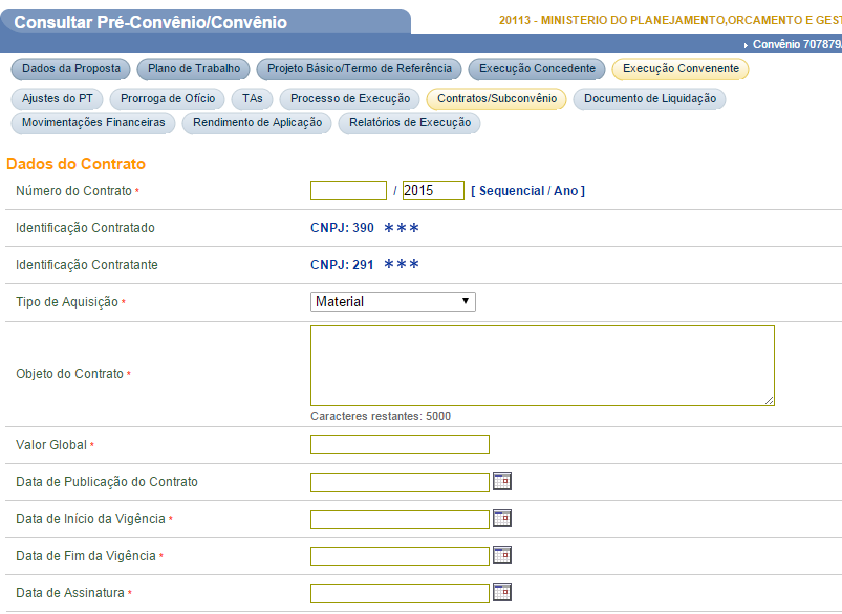 Consultar Pré-Convênio/Convênio
20113 - MINISTERIO DO PLANEJAMENTO,ORCAMENTO E GEST
Convênio 707879
Dados da Proposta Plano de Trabalho Projeto Básico/Termo de Referência Execução Concedente Execução Convenente
Ajustes do PT Prorroga de Ofício TAs Processo de Execução Contratos/Subconvênio Documento de Liquidação
Movimentações Financeiras Rendimento de Aplicação Relatórios de Execução
Dados do Contrato
Número do Contrato * / 2015 [ Sequencial / Ano ]
Identificação Contratado CNPJ: 390 ***
Identificação Contratante CNPJ: 291 ***
Tipo de Aquisição * Material
Objeto do Contrato *
Caracteres restantes: 5000
Valor Global *
Data de Publicação do Contrato
Data de Início da Vigência *
Data de Fim da Vigência *
Data de Assinatura *